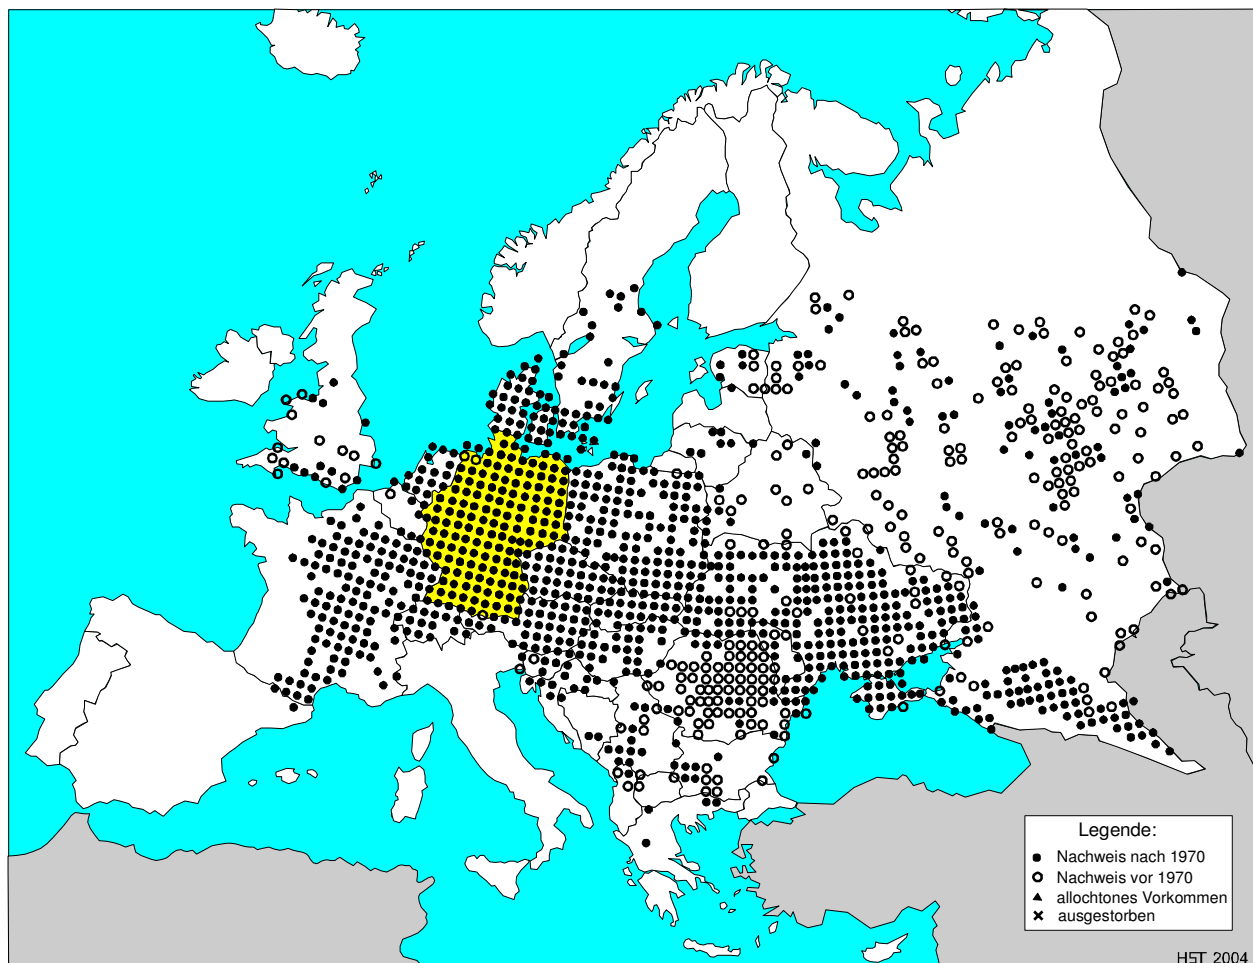 Legende:
Nachweis nach 1970
Nachweis vor 1970
allochtones Vorkommen
ausgestorben
HST 2004